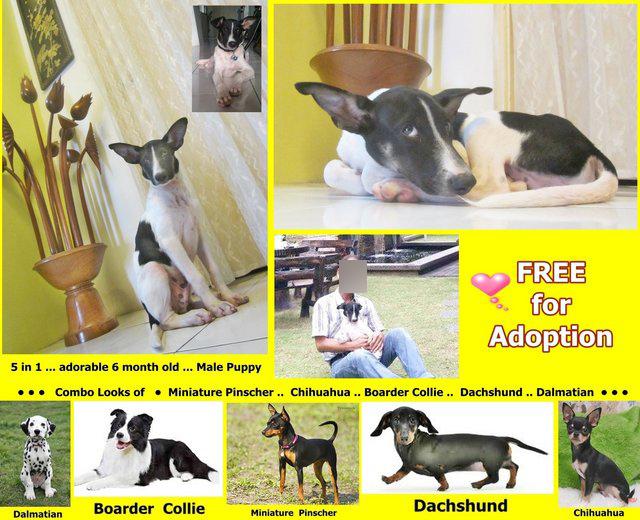 FREE
for
Adoption
5 in 1 ... adorable 6 month old ... Male Puppy
• • • Combo Looks of • Miniature Pinscher .. Chihuahua .. Boarder Collie .. Dachshund .. Dalmatian • • •
Dalmatian
Boarder Collie
Miniature Pinscher
Dachshund
Chihuahua